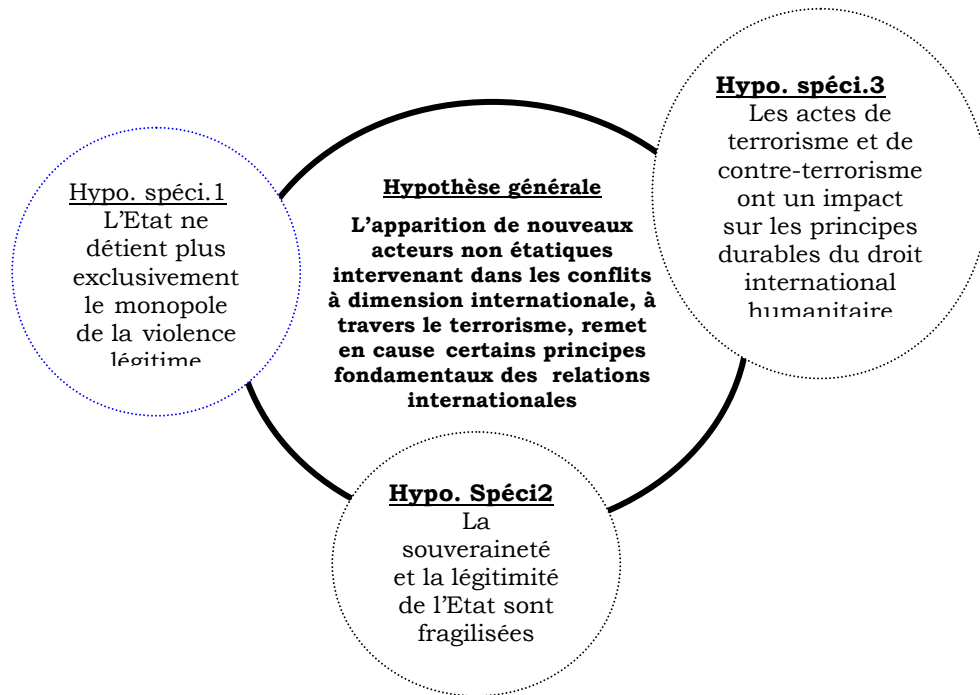 Hypo. spéci.1
L'Etat ne
détient plus
exclusivement
le monopole
de la violence
légitime
Hypothèse générale
L'apparition de nouveaux
acteurs non étatiques
intervenant dans les conflits
à dimension internationale, à
travers le terrorisme, remet
en cause certains principes
fondamentaux des relations
internationales
Hypo. spéci.3
Les actes de
terrorisme et de
contre-terrorisme
ont un impact
sur les principes
durables du droit
international
humanitaire
Hypo. Spéci2
La
souveraineté
et la légitimité
de l'Etat sont
fragilisées